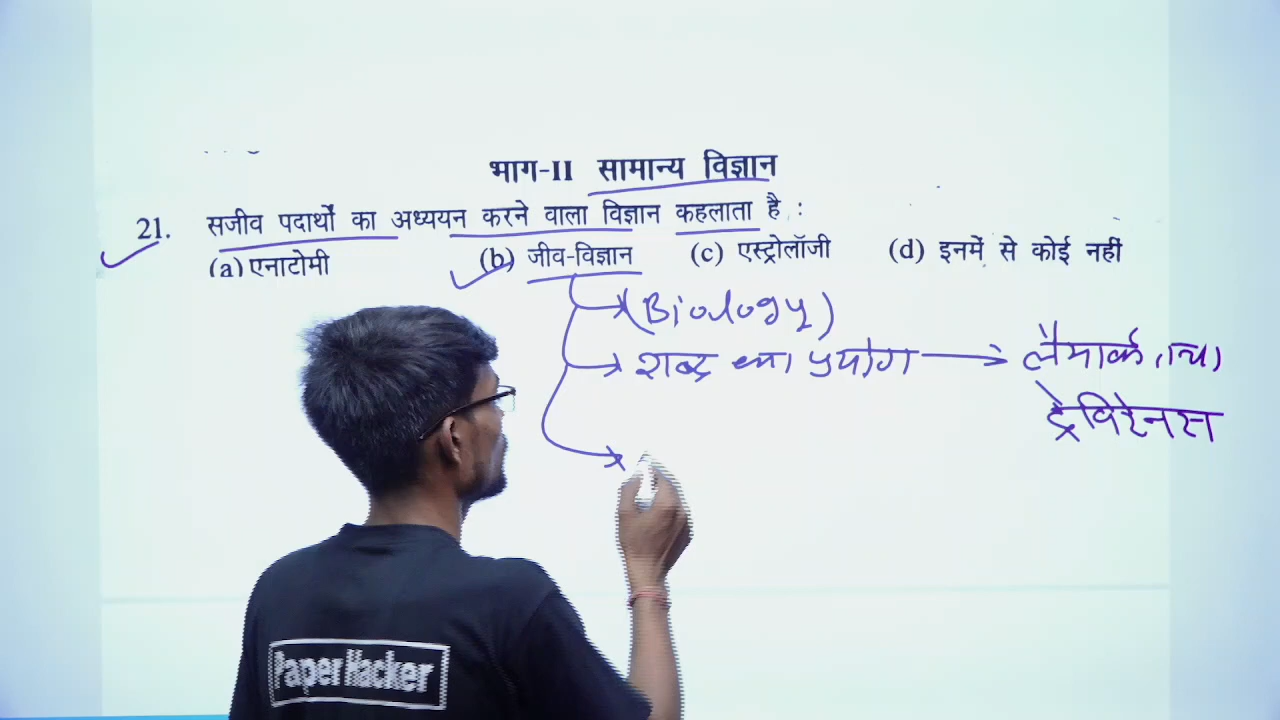 भाग-II सामान्य विज्ञान
21. सजीव पदार्थों का अध्ययन करने वाला विज्ञान कहलाता है :
(a) एनाटोमी (b) जीव-विज्ञान (c) एस्ट्रोलॉजी (d) इनमें से कोई नहीं
(Biology)
शब्द का प्रयोग → लैमार्क
ट्रेविरेनस
Paper Hacker